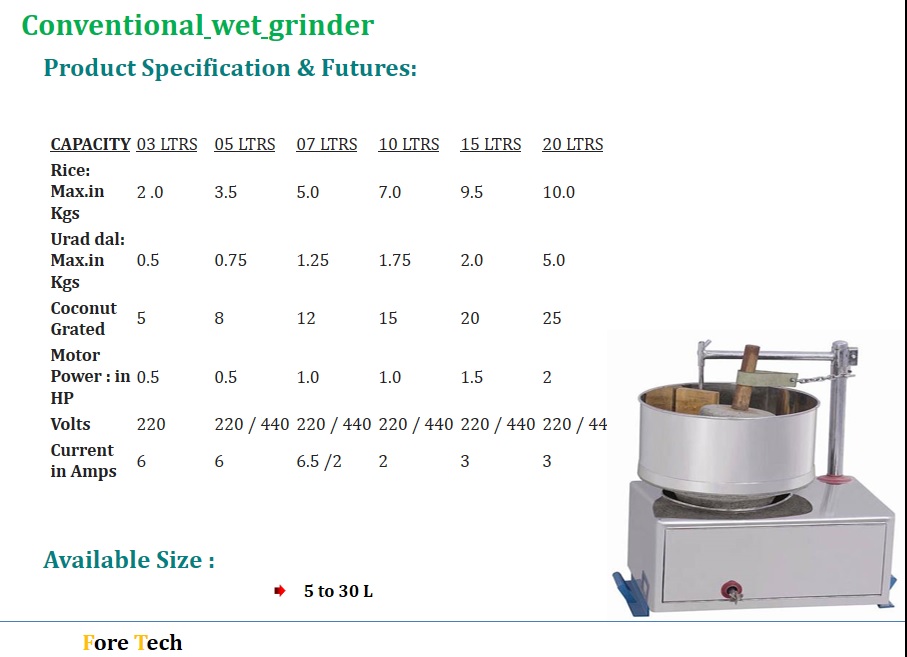 Conventional_wet_grinder
Product Specification & Futures:
CAPACITY 03 LTRS 05 LTRS 07 LTRS 10 LTRS 15 LTRS 20 LTRS
Rice:
Max.in 2 .0 3.5 5.0 7.0 9.5 10.0
Kgs
Urad dal:
Max.in 0.5 0.75 1.25 1.75 2.0 5.0
Kgs
Coconut
Grated 5 8 12 15 20 25
Motor
Power : in 0.5 0.5 1.0 1.0 1.5 2
HP
Volts 220 220 / 440 220 / 440 220 / 440 220 / 440 220 / 44
Current
in Amps 6 6 6.5 /2 2 3 3
Available Size :
5 to 30 L
Fore Tech